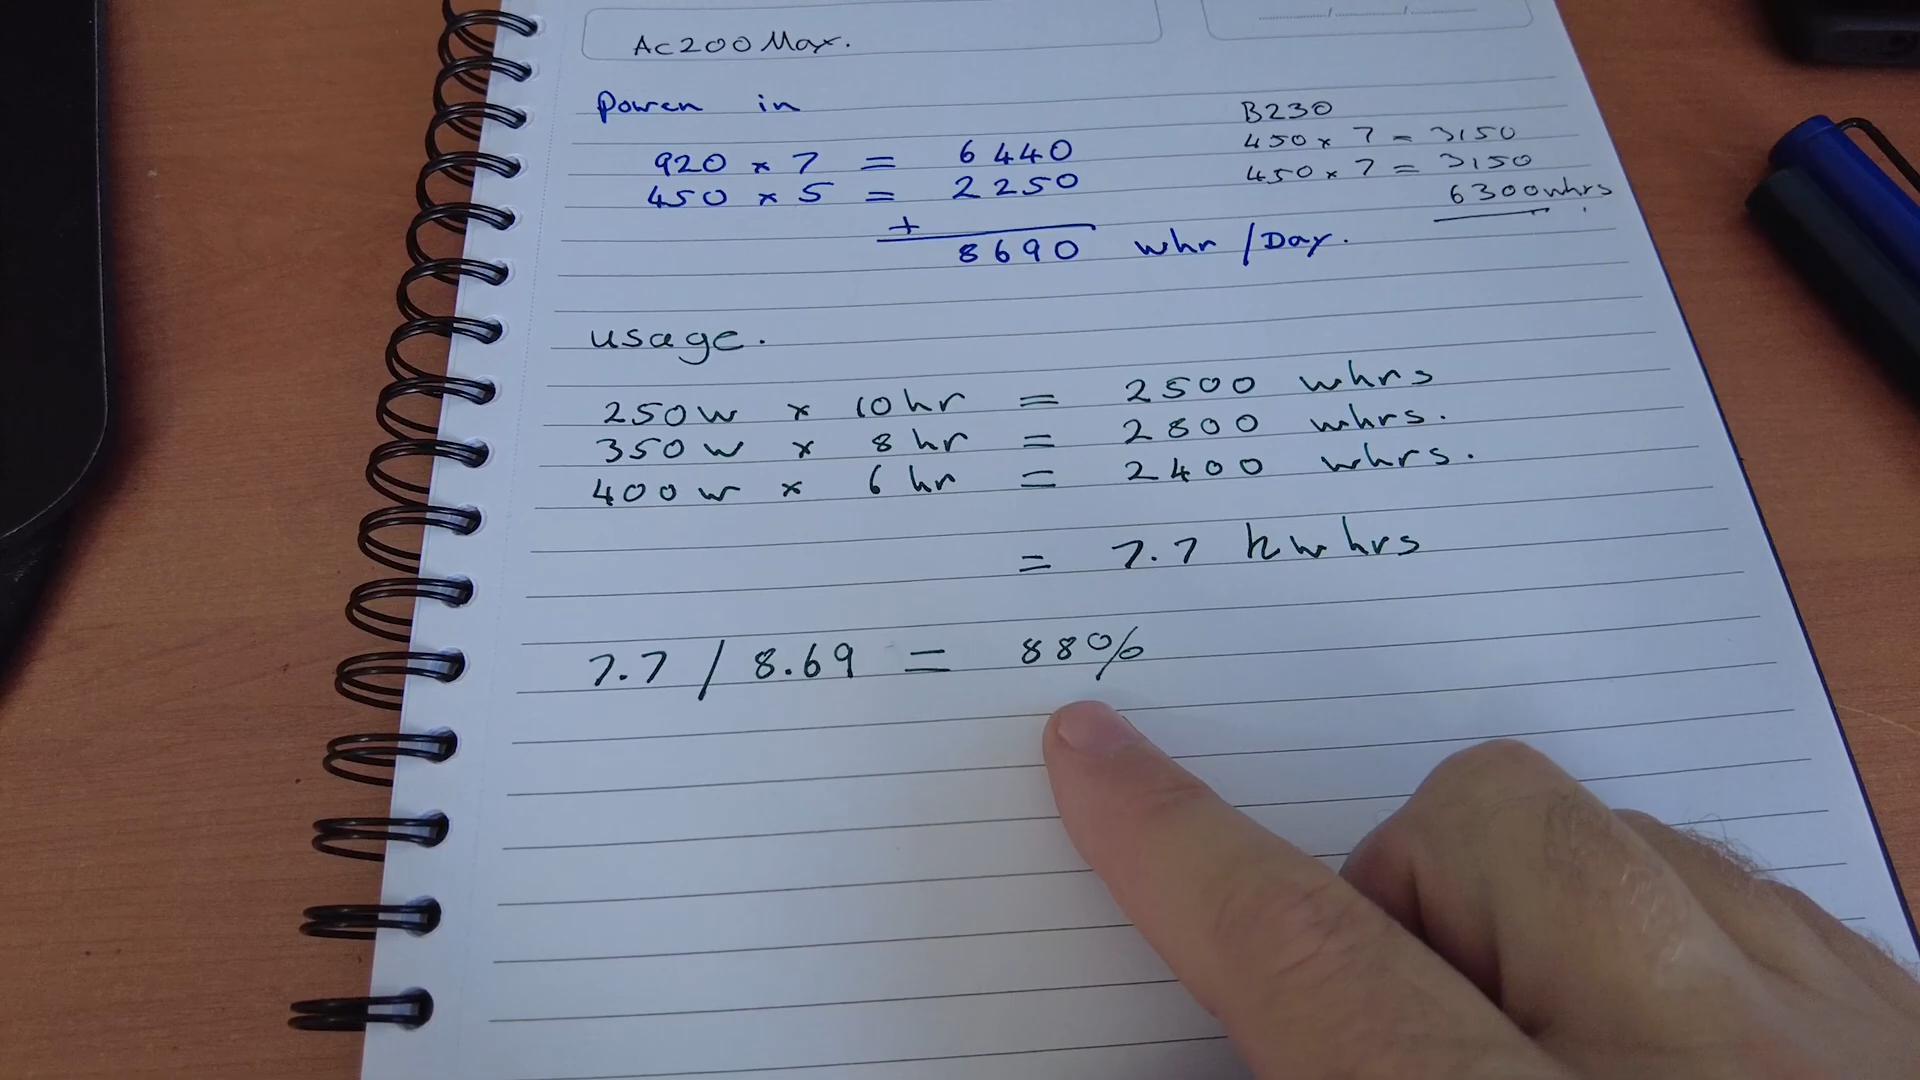 Ac200Max.
Power in
920 x 7 = 6440
450 x 5 = 2250
+
8690 whr / Day.
B230
450 x 7 = 3150
450 x 7 = 3150
6300whrs
usage.
250w x 10hr = 2500 whrs
350w x 8hr = 2800 whrs.
400w x 6hr = 2400 whrs.
= 7.7 kwhrs
7.7 / 8.69 = 88%